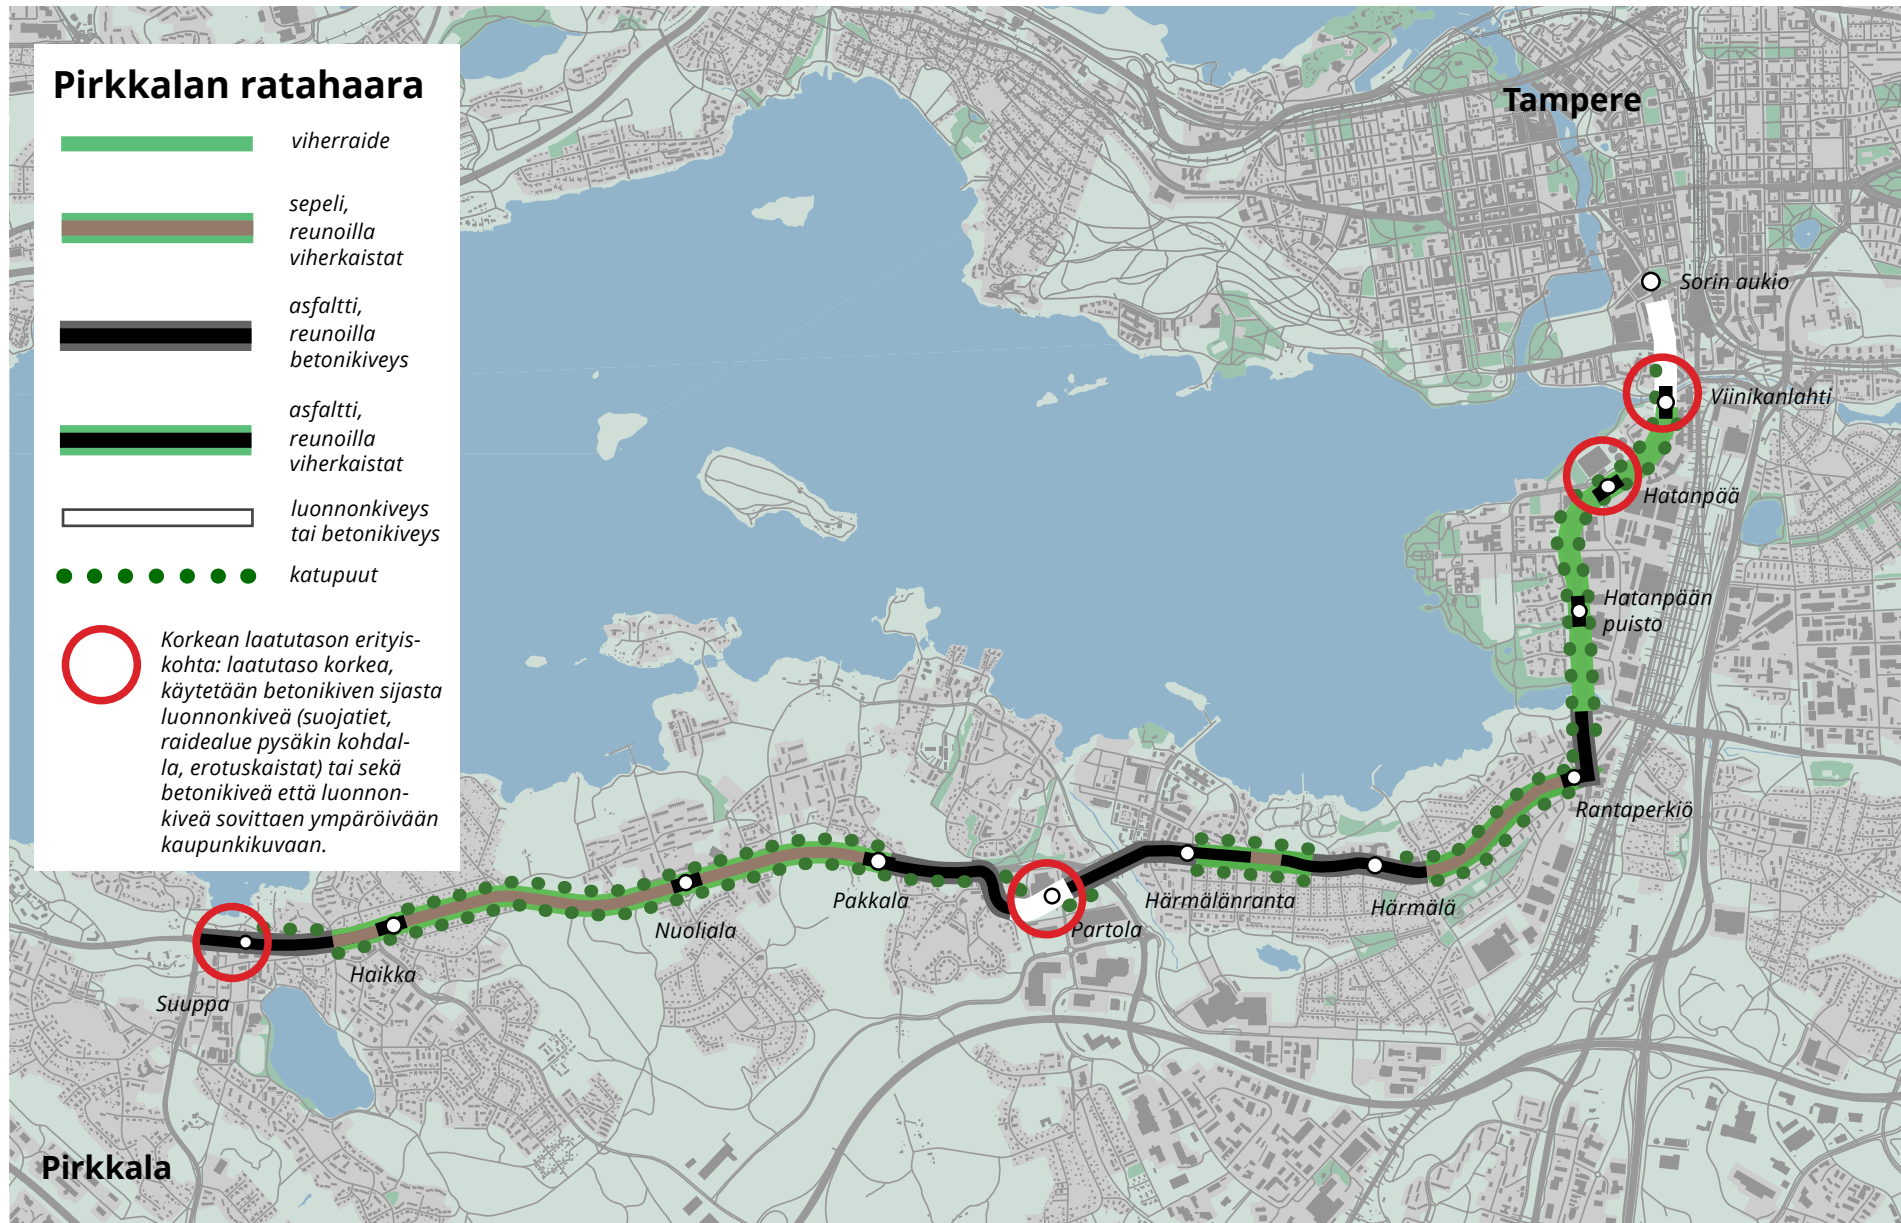 Pirkkalan ratahaara
viherraide
sepeli,
reunoilla
viherkaistat
asfaltti,
reunoilla
betonikiveys
asfaltti,
reunoilla
viherkaistat
luonnonkiveys
tai betonikiveys
katupuut
Korkean laatutason erityis-
kohta: laatutaso korkea,
käytetään betonikiven sijasta
luonnonkiveä (suojatiet,
raidealue pysäkin kohdal-
la, erotuskaistat) tai sekä
betonikiveä että luonnon-
kiveä sovittaen ympäröivään
kaupunkikuvaan.
Tampere
Sorin aukio
Viinikanlahti
Hatanpää
Hatanpään
puisto
Rantaperkiö
Härmälä
Härmälänranta
Partola
Pakkala
Nuoliala
Haikka
Suuppa
Pirkkala